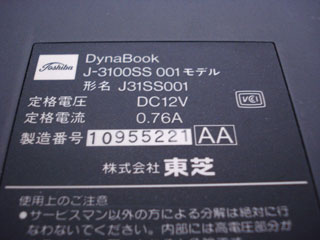 Toshiba
DynaBook
J-3100SS 001モデル
形名 J31SS001
定格電圧 DC12V
定格電流 0.76A
VCI
製造番号 10955221 AA
株式会社 東芝
使用上のご注意
●サービスマン以外の方による分解は絶対に行
なわないでください。内部には高電圧部分が